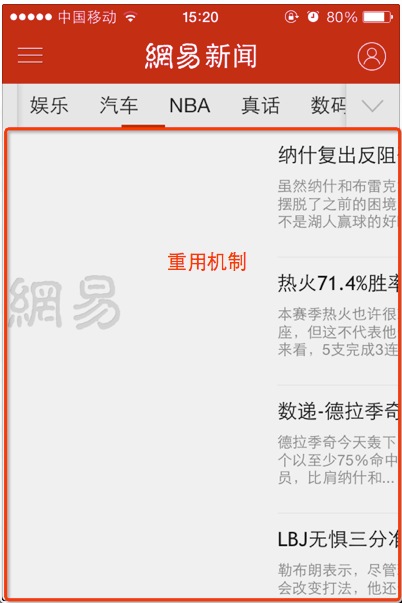 中国移动 15:20 80%
網易新闻
娱乐 汽车 NBA 真话 数码
纳什复出反阻
虽然纳什和布雷克
摆脱了之前的困境
不是湖人赢球的好
重用机制
網易
热火71.4%胜率
本赛季热火也许很
座，但这不代表他
来看，5支完成3连
数递-德拉季奇
德拉季奇今天轰下
个以至少75%命中
员，比肩纳什和...
LBJ无惧三分准
勒布朗表示，尽管
会改变打法，他还